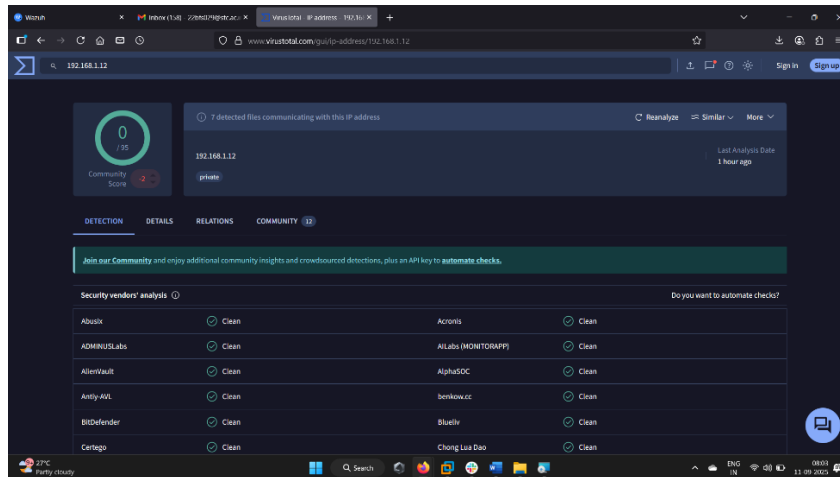 Wazuh
Inbox (158)
VirusTotal - IP address - 192.16
www.virustotal.com/gui/ip-address/192.168.1.12
192.168.1.12
Sign in
Sign up
0
/ 95
Community
Score
-2
7 detected files communicating with this IP address
Reanalyze
Similar
More
192.168.1.12
private
Last Analysis Date
1 hour ago
DETECTION
DETAILS
RELATIONS
COMMUNITY 12
Join our Community and enjoy additional community insights and crowdsourced detections, plus an API key to automate checks.
Security vendors' analysis
Do you want to automate checks?
Abusix Clean Acronis Clean
ADMINUSLabs Clean AILabs (MONITORAPP) Clean
AlienVault Clean AlphaSOC Clean
Antiy-AVL Clean benkow.cc Clean
BitDefender Clean Blueliv Clean
Certego Clean Chong Lua Dao Clean
27°C
Partly cloudy
Search
ENG
IN
08:03
11-09-2025